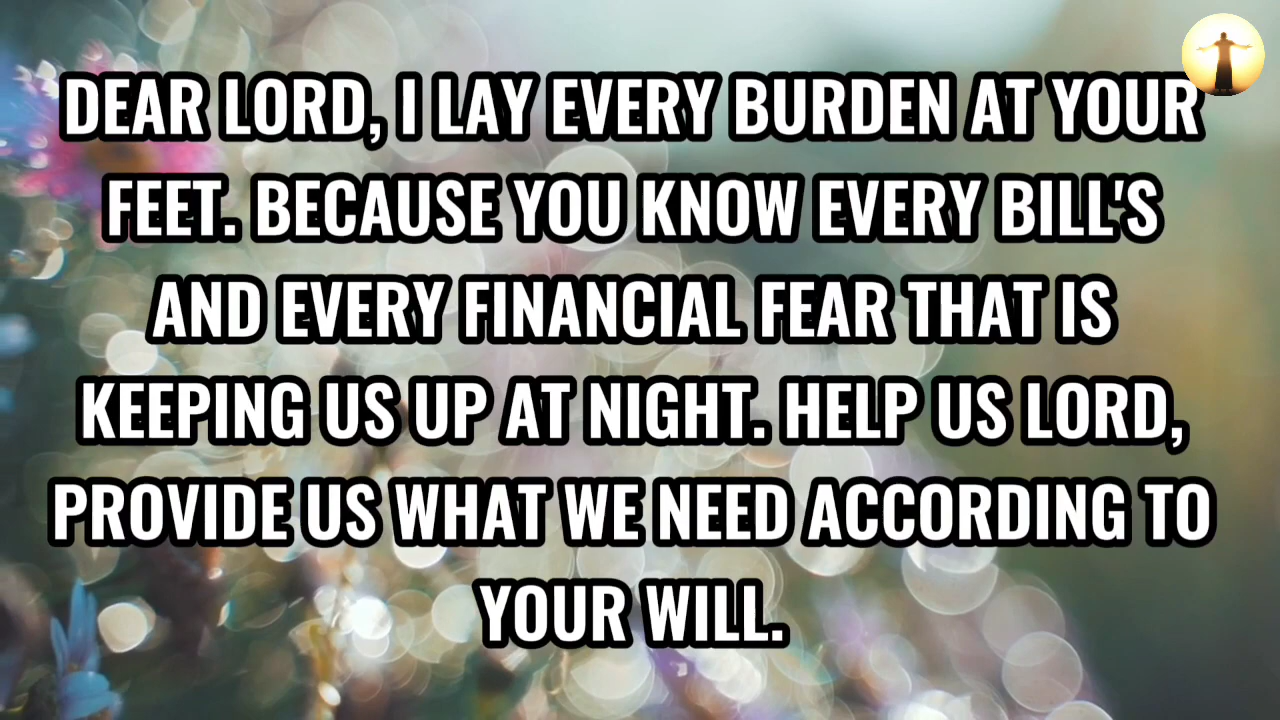 DEAR LORD, I LAY EVERY BURDEN AT YOUR
FEET. BECAUSE YOU KNOW EVERY BILL'S
AND EVERY FINANCIAL FEAR THAT IS
KEEPING US UP AT NIGHT. HELP US LORD,
PROVIDE US WHAT WE NEED ACCORDING TO
YOUR WILL.